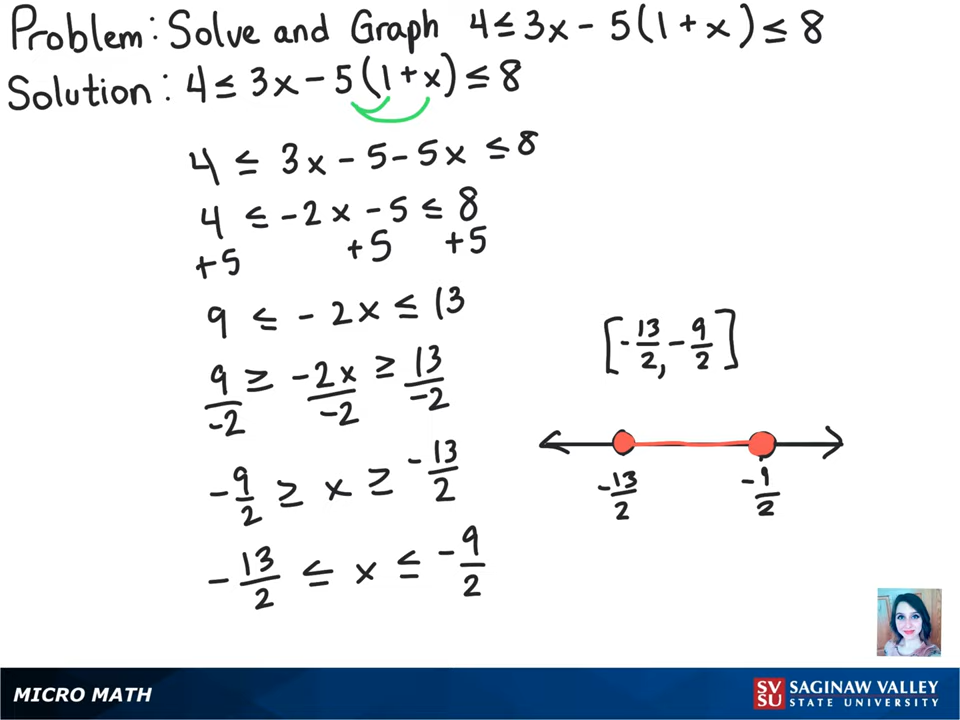 Problem: Solve and Graph 4 ≤ 3x - 5(1 + x) ≤ 8
Solution: 4 ≤ 3x - 5(1 + x) ≤ 8
4 ≤ 3x - 5 - 5x ≤ 8
4 ≤ -2x - 5 ≤ 8
+5 +5 +5
9 ≤ -2x ≤ 13
9/-2 ≥ -2x/-2 ≥ 13/-2
-9/2 ≥ x ≥ -13/2
-13/2 ≤ x ≤ -9/2
[-13/2, -9/2]
-13/2 -9/2
MICRO MATH
SVSU SAGINAW VALLEY
STATE UNIVERSITY